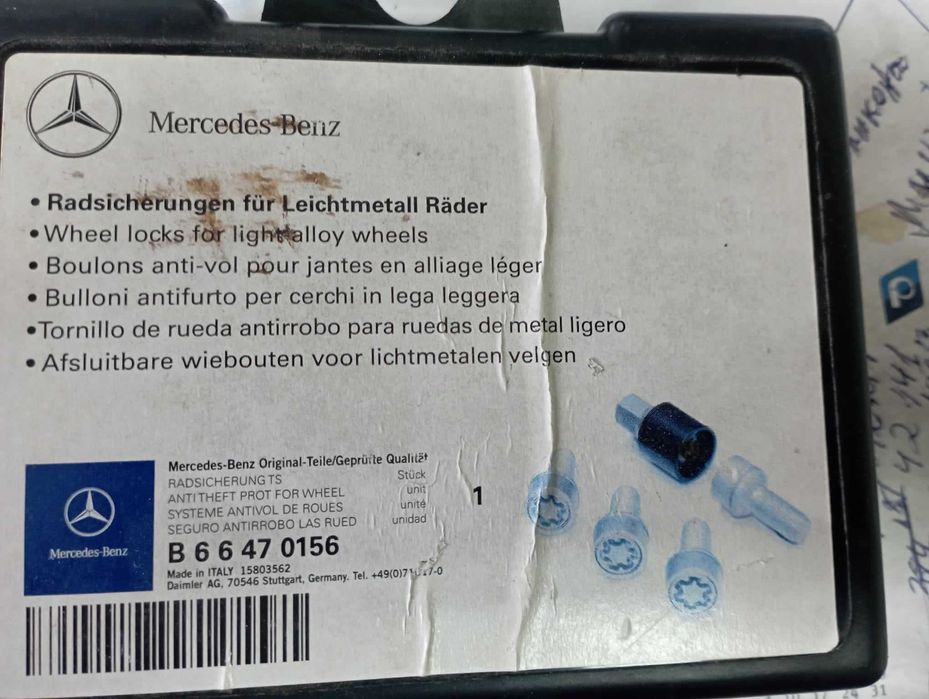 Mercedes-Benz
• Radsicherungen für Leichtmetall Räder
• Wheel locks for light alloy wheels
• Boulons anti-vol pour jantes en alliage léger
• Bulloni antifurto per cerchi in lega leggera
• Tornillo de rueda antirrobo para ruedas de metal ligero
• Afsluitbare wiebouten voor lichtmetalen velgen
Mercedes-Benz Original-Teile/Geprüfte Qualität
RADSICHERUNG TS Stück
ANTI THEFT PROT FOR WHEEL unit 1
SYSTEME ANTIVOL DE ROUES unité
SEGURO ANTIRROBO LAS RUED unidad
B 6 6 47 0156
Made in ITALY 15803562
Daimler AG, 70546 Stuttgart, Germany. Tel.
Mercedes-Benz